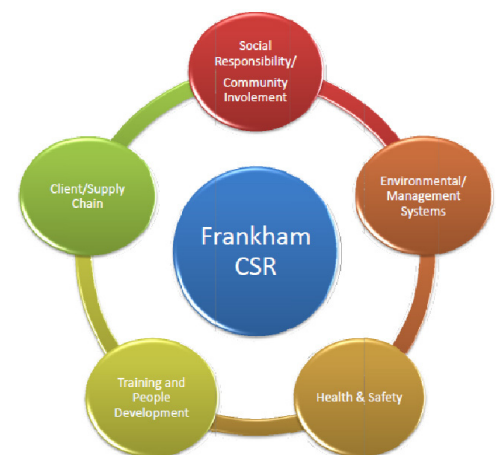 Social
Responsibility/
Community
Involement
Environmental/
Management
Systems
Health & Safety
Training and
People
Development
Client/Supply
Chain
Frankham
CSR